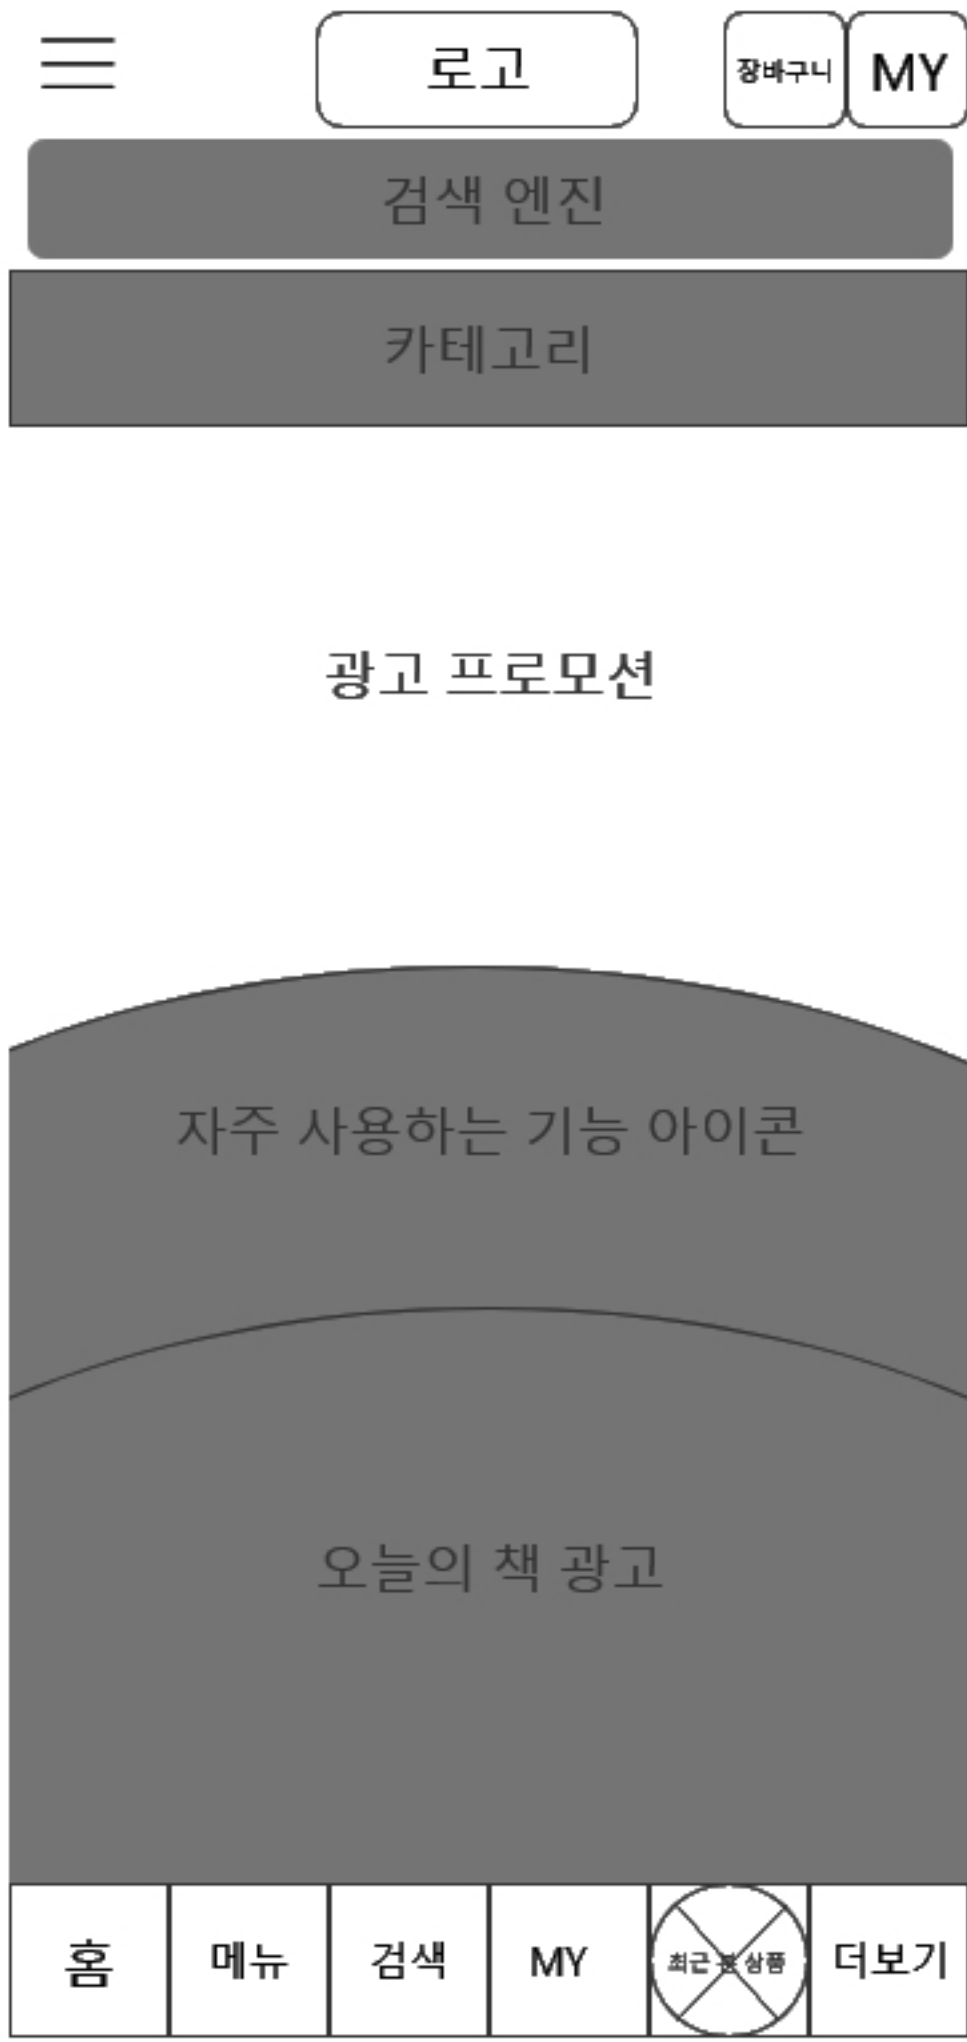 로고
장바구니
MY
검색 엔진
카테고리
광고 프로모션
자주 사용하는 기능 아이콘
오늘의 책 광고
홈
메뉴
검색
MY
최근 본 상품
더보기